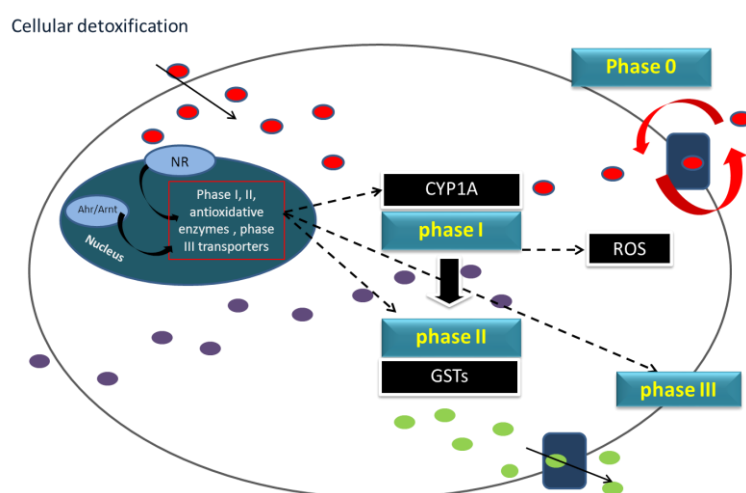 Cellular detoxification
Phase 0
NR
CYP1A
Ahr/Arnt
Phase I, II,
antioxidative
enzymes , phase
III transporters
Nucleus
phase I
ROS
phase II
GSTs
phase III